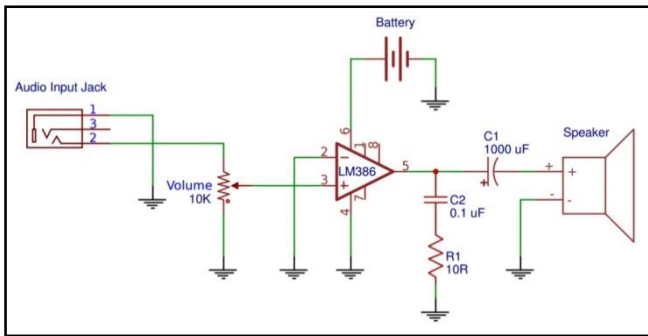 Battery
Audio Input Jack
1
3
2
Volume
10K
6
1
8
2
3
LM386
5
7
4
C1
1000 uF
+
C2
0.1 uF
R1
10R
Speaker
+
+
-
-